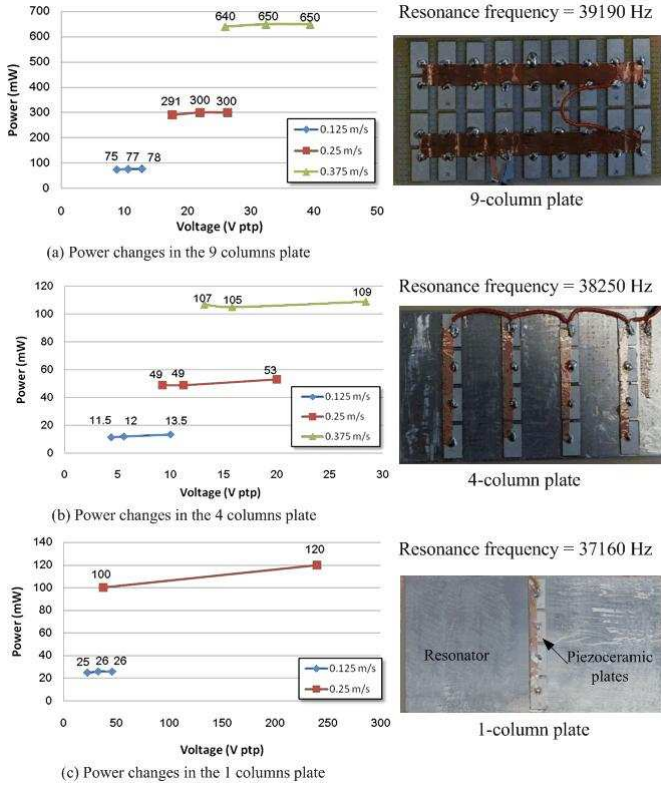 Resonance frequency = 39190 Hz
Power (mW)
700
600
500
400
300
200
100
0
640 650 650
291 300 300
75 77 78
0.125 m/s
0.25 m/s
0.375 m/s
0 10 20 30 40 50
Voltage (V ptp)
9-column plate
(a) Power changes in the 9 columns plate
Resonance frequency = 38250 Hz
Power (mW)
120
100
80
60
40
20
0
107 105 109
49 49 53
11.5 12 13.5
0.125 m/s
0.25 m/s
0.375 m/s
0 5 10 15 20 25 30
Voltage (V ptp)
4-column plate
(b) Power changes in the 4 columns plate
Resonance frequency = 37160 Hz
Power (mW)
140
120
100
80
60
40
20
0
100 120
25 26 26
0.125 m/s
0.25 m/s
0 50 100 150 200 250 300
Voltage (V ptp)
Resonator
Piezoceramic
plates
1-column plate
(c) Power changes in the 1 columns plate